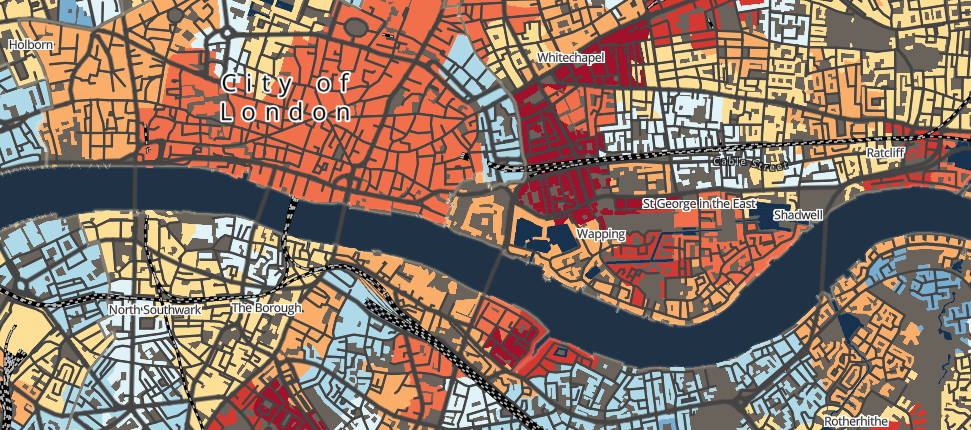 Holborn
Whitechapel
City of
London
Cable Street
Ratcliff
St George in the East
Shadwell
Wapping
North Southwark
The Borough
Rotherhithe